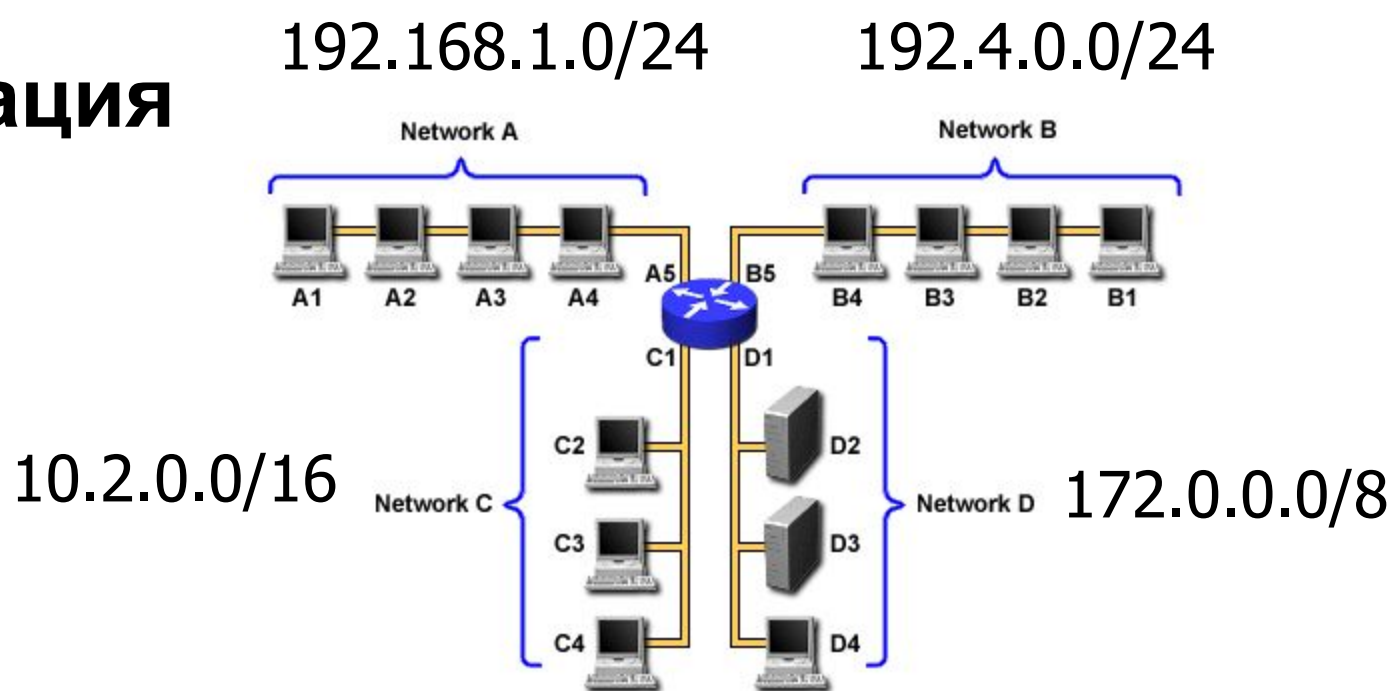 192.168.1.0/24 192.4.0.0/24
ация
Network A Network B
A5 B5
A1 A2 A3 A4 B4 B3 B2 B1
C1 D1
C2 D2
10.2.0.0/16 Network C Network D 172.0.0.0/8
C3 D3
C4 D4